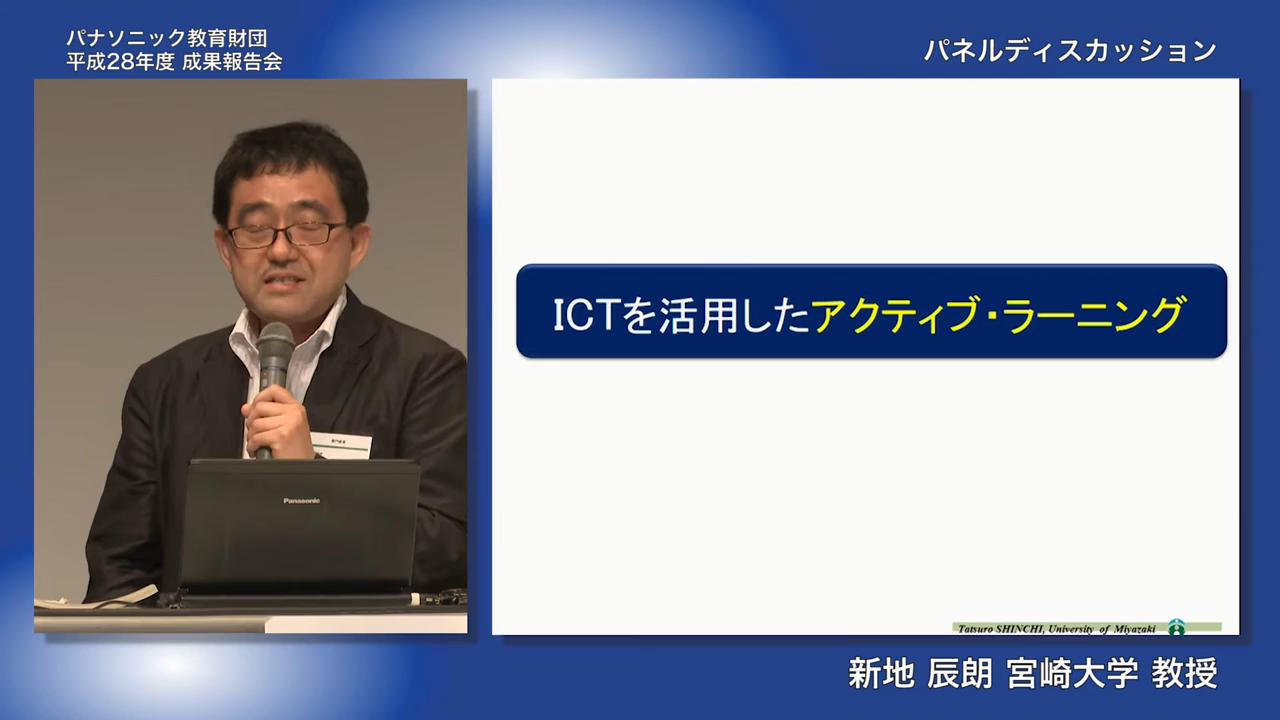 パナソニック教育財団
平成28年度 成果報告会
パネルディスカッション
ICTを活用したアクティブ・ラーニング
Panasonic
Tatsuro SHINCHI, University of Miyazaki
新地 辰朗 宮崎大学 教授